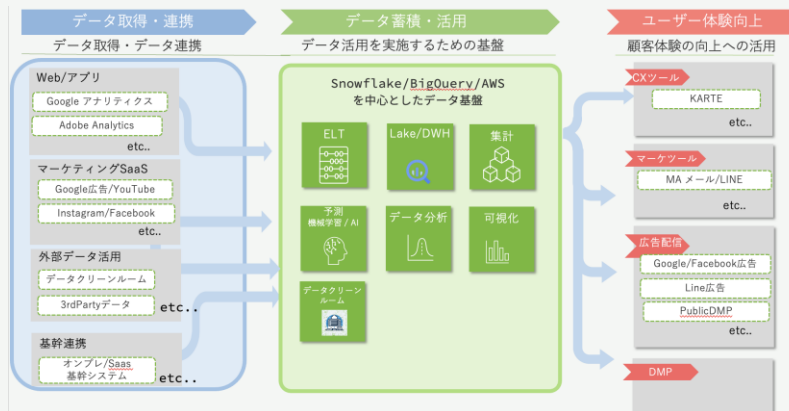 データ取得・連携
データ取得・データ連携
Web/アプリ
Google アナリティクス
Adobe Analytics
etc..
マーケティングSaaS
Google広告/YouTube
Instagram/Facebook
etc..
外部データ活用
データクリーンルーム
3rdPartyデータ
etc..
基幹連携
オンプレ/Saas
基幹システム
etc..
データ蓄積・活用
データ活用を実施するための基盤
Snowflake/BigQuery/AWS
を中心としたデータ基盤
ELT
Lake/DWH
集計
予測
機械学習 / AI
データ分析
可視化
データクリーン
ルーム
ユーザー体験向上
顧客体験の向上への活用
CXツール
KARTE
etc..
マーケツール
MA メール/LINE
etc..
広告配信
Google/Facebook広告
Line広告
PublicDMP
etc..
DMP